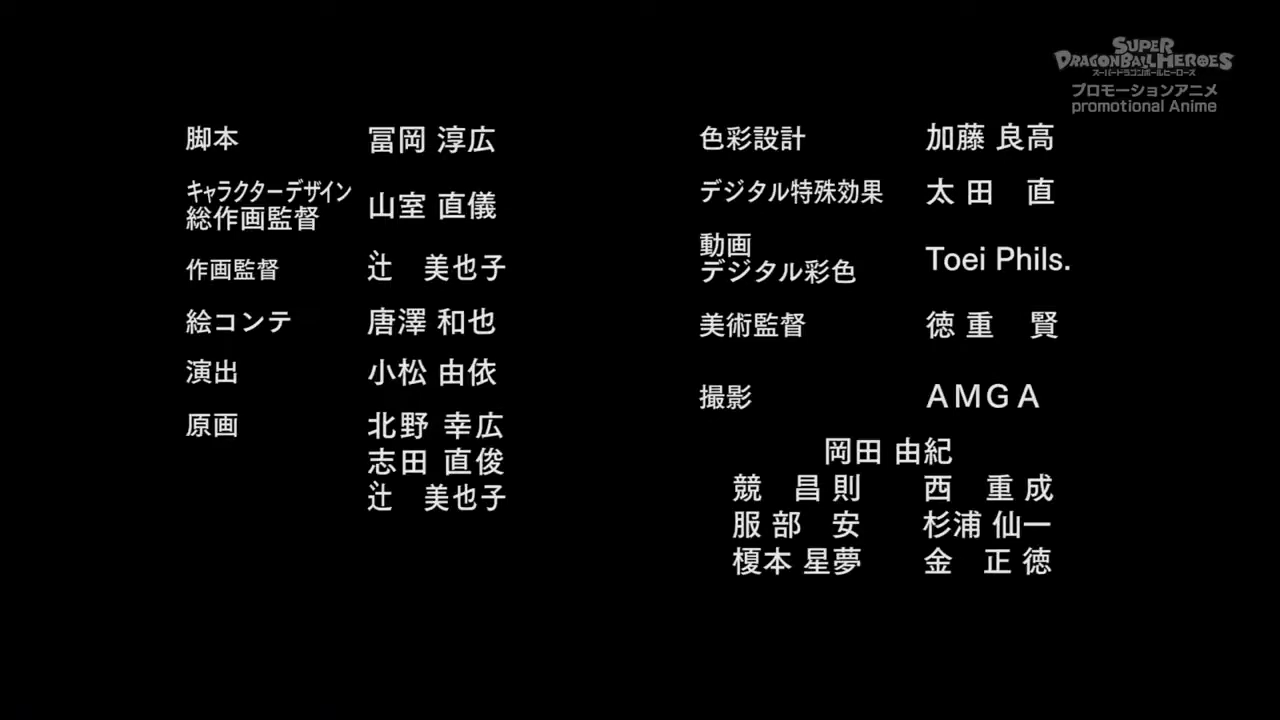 SUPER
DRAGONBALL HEROES
スーパードラゴンボールヒーローズ
プロモーションアニメ
promotional Anime
脚本 冨岡 淳広
キャラクターデザイン
総作画監督 山室 直儀
作画監督 辻 美也子
絵コンテ 唐澤 和也
演出 小松 由依
原画 北野 幸広
志田 直俊
辻 美也子
色彩設計 加藤 良高
デジタル特殊効果 太田 直
動画
デジタル彩色 Toei Phils.
美術監督 徳重 賢
撮影 AMGA
岡田 由紀
競 昌則 西 重成
服部 安 杉浦 仙一
榎本 星夢 金 正徳